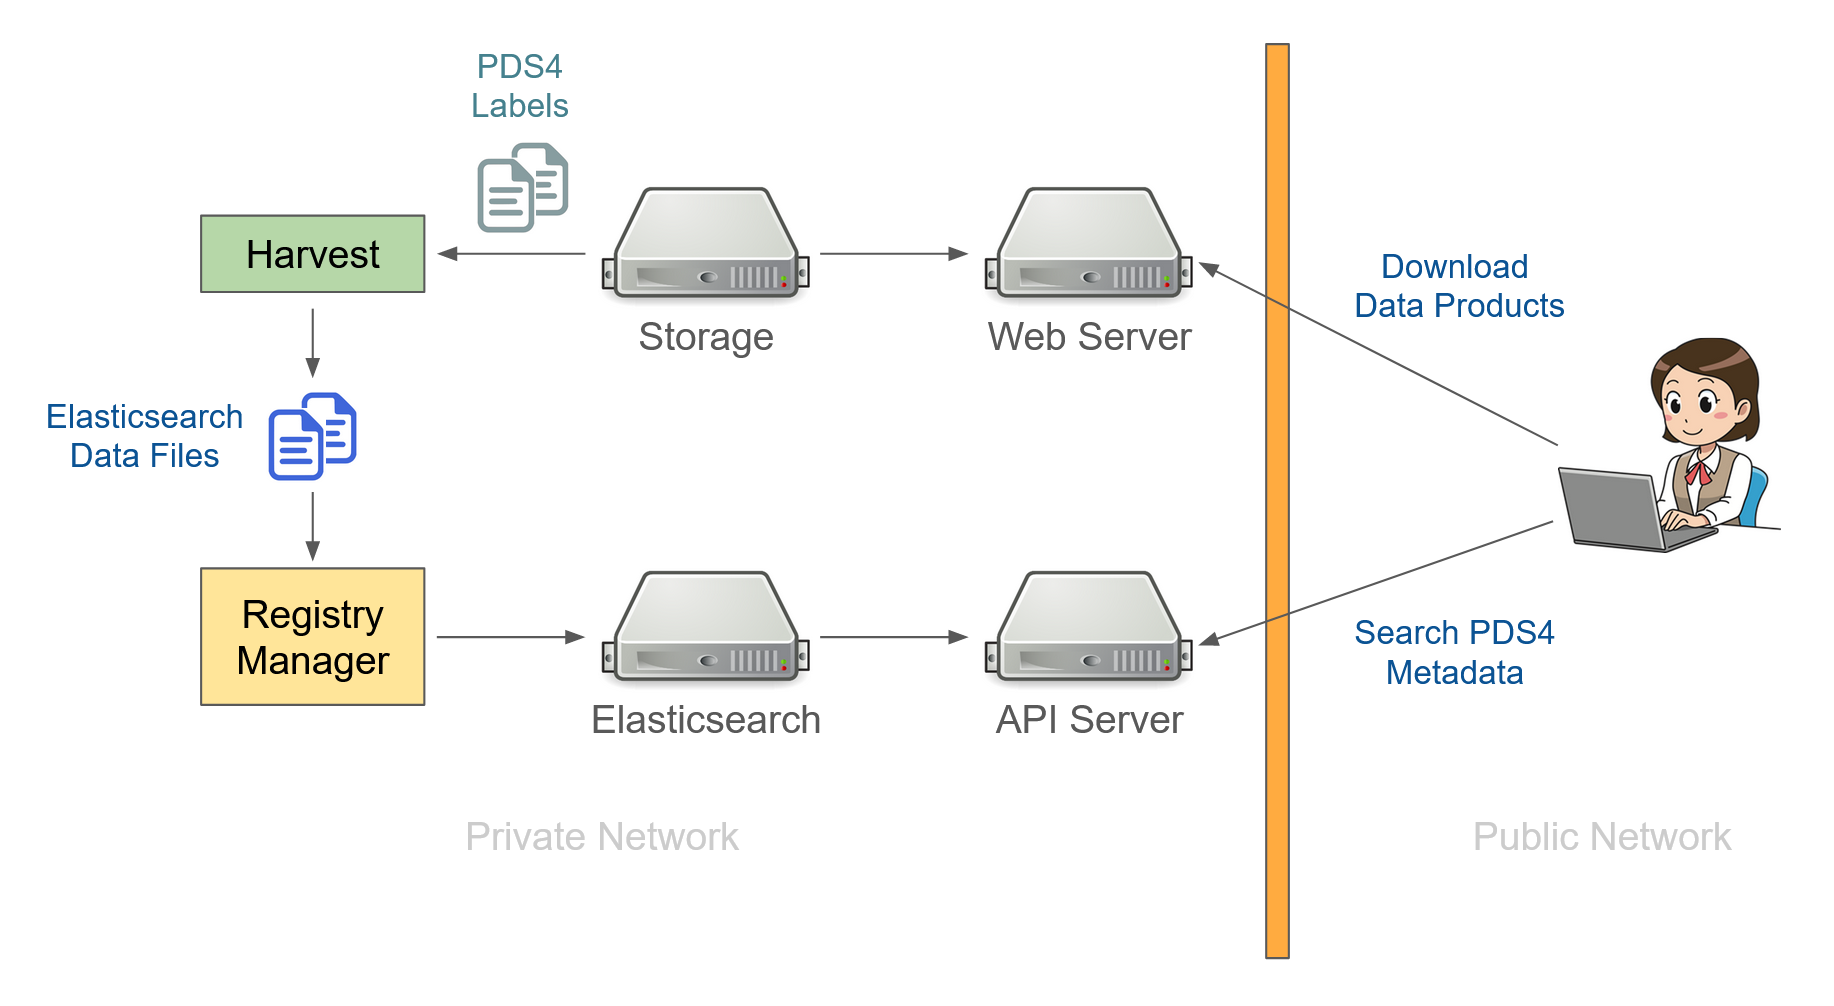 PDS4
Labels
Harvest
Storage
Web Server
Download
Data Products
Elasticsearch
Data Files
Registry
Manager
Elasticsearch
API Server
Search PDS4
Metadata
Private Network
Public Network